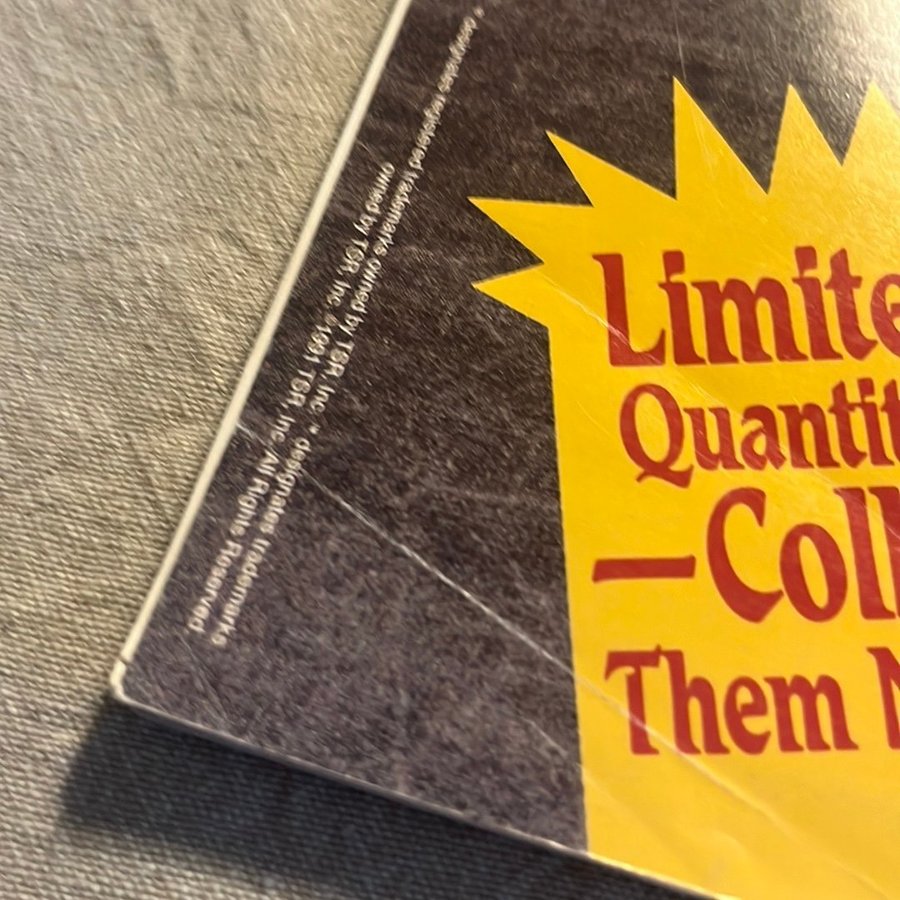 ® designates registered trademarks owned by TSR, Inc. ™ designates trademarks
owned by TSR, Inc. ©1991 TSR, Inc. All Rights Reserved
Limite
Quantit
—Coll
Them N